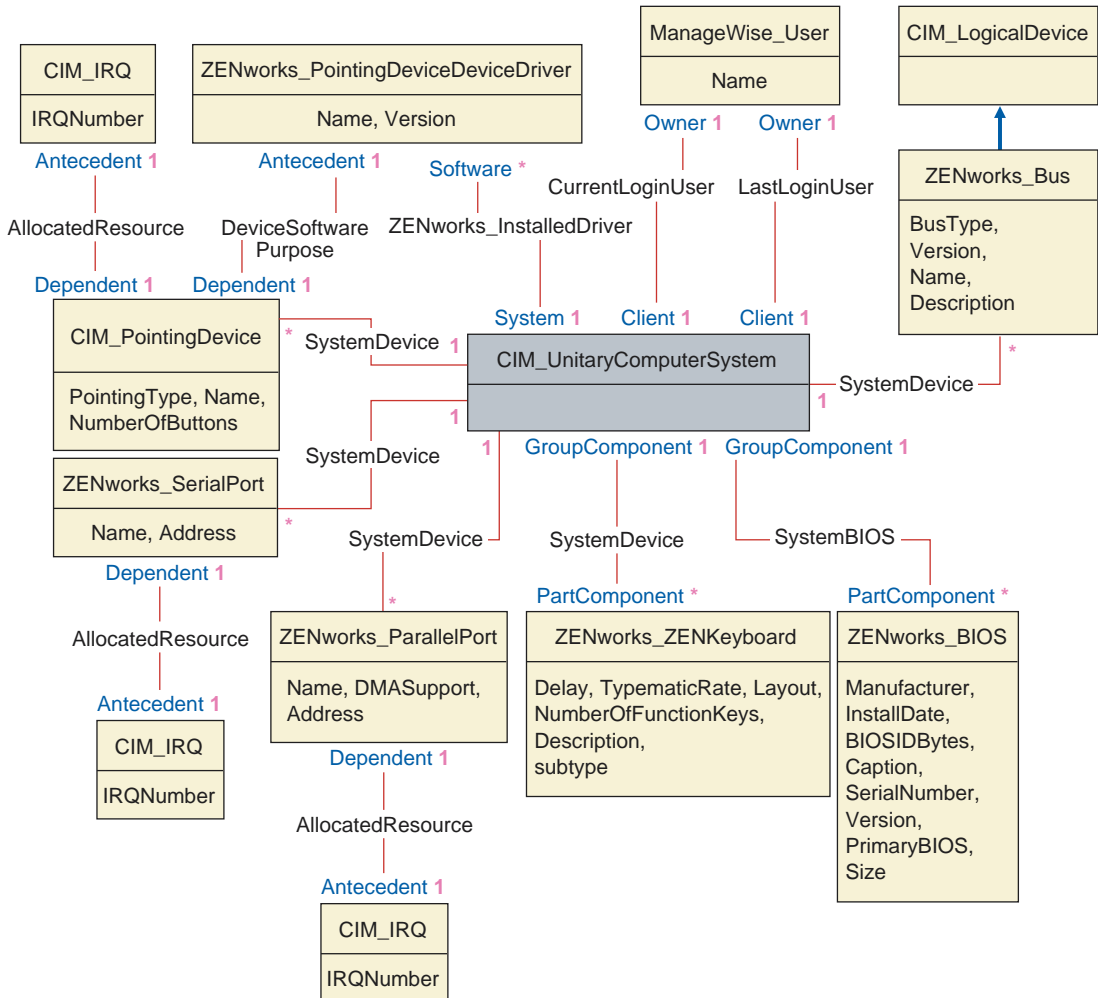 CIM_IRQ
IRQNumber
Antecedent 1
AllocatedResource
Dependent 1
ZENworks_PointingDeviceDeviceDriver
Name, Version
Antecedent 1
DeviceSoftware
Purpose
Dependent 1
Software *
ZENworks_InstalledDriver
System 1
ManageWise_User
Name
Owner 1
Owner 1
CurrentLoginUser
LastLoginUser
Client 1
Client 1
CIM_LogicalDevice
ZENworks_Bus
BusType,
Version,
Name,
Description
*
SystemDevice
1
CIM_PointingDevice
PointingType, Name,
NumberOfButtons
*
SystemDevice
1
CIM_UnitaryComputerSystem
1
SystemDevice
*
ZENworks_SerialPort
Name, Address
Dependent 1
AllocatedResource
Antecedent 1
CIM_IRQ
IRQNumber
1
SystemDevice
*
ZENworks_ParallelPort
Name, DMASupport,
Address
Dependent 1
AllocatedResource
Antecedent 1
CIM_IRQ
IRQNumber
GroupComponent 1
SystemDevice
PartComponent *
ZENworks_ZENKeyboard
Delay, TypematicRate, Layout,
NumberOfFunctionKeys,
Description,
subtype
GroupComponent 1
SystemBIOS
PartComponent *
ZENworks_BIOS
Manufacturer,
InstallDate,
BIOSIDBytes,
Caption,
SerialNumber,
Version,
PrimaryBIOS,
Size